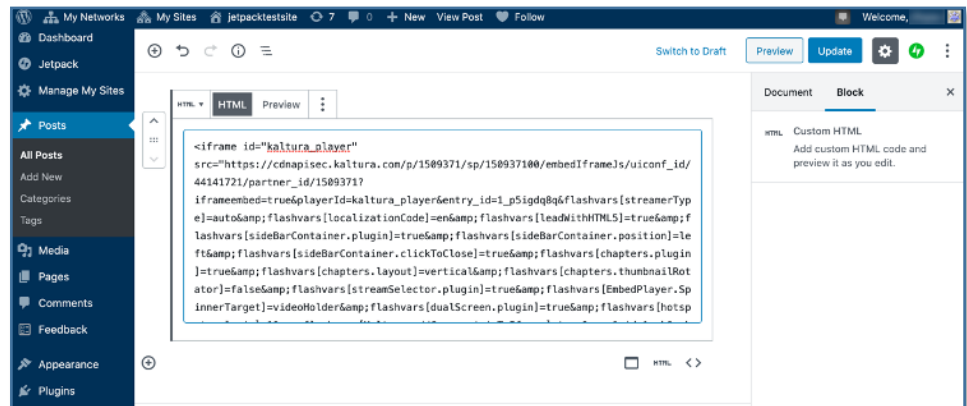 My Networks My Sites jetpacktestsite 7 0 + New View Post Follow Welcome,
Dashboard
Jetpack
Manage My Sites
Posts
All Posts
Add New
Categories
Tags
Media
Pages
Comments
Feedback
Appearance
Plugins
Switch to Draft Preview Update
HTML HTML Preview
<iframe id="kaltura_player"
src="https://cdnapisec.kaltura.com/p/1509371/sp/150937100/embedIframeJs/uiconf_id/
44141721/partner_id/1509371?
iframeembed=true&playerId=kaltura_player&entry_id=1_p5igdq8q&flashvars[streamerTyp
e]=auto&amp;flashvars[localizationCode]=en&amp;flashvars[leadWithHTML5]=true&amp;f
lashvars[sideBarContainer.plugin]=true&amp;flashvars[sideBarContainer.position]=le
ft&amp;flashvars[sideBarContainer.clickToClose]=true&amp;flashvars[chapters.plugin
]=true&amp;flashvars[chapters.layout]=vertical&amp;flashvars[chapters.thumbnailRot
ator]=false&amp;flashvars[streamSelector.plugin]=true&amp;flashvars[EmbedPlayer.Sp
innerTarget]=videoHolder&amp;flashvars[dualScreen.plugin]=true&amp;flashvars[hotsp
HTML <>
Document Block ×
HTML Custom HTML
Add custom HTML code and
preview it as you edit.